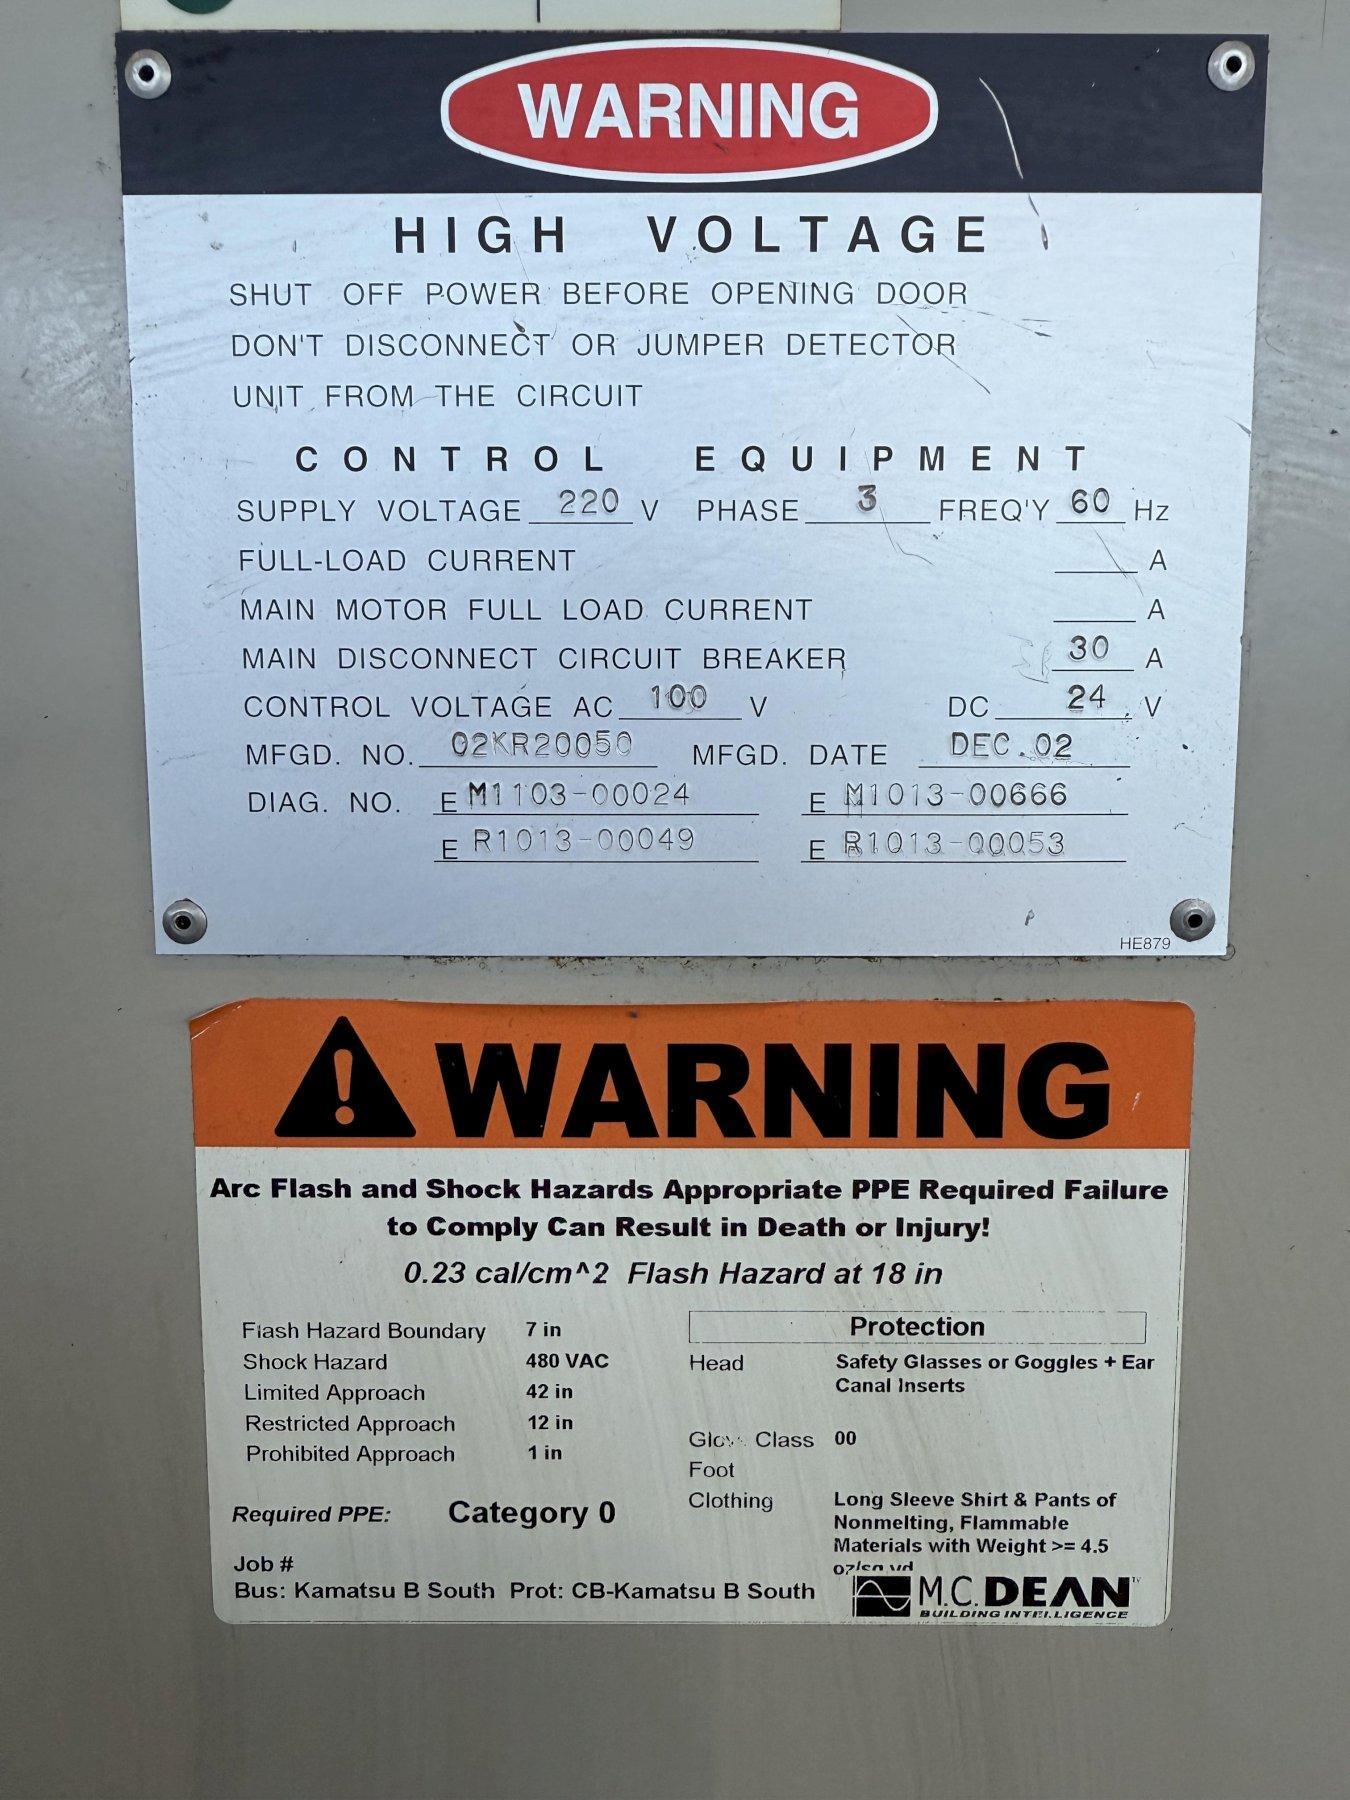 WARNING
HIGH VOLTAGE
SHUT OFF POWER BEFORE OPENING DOOR
DON'T DISCONNECT OR JUMPER DETECTOR
UNIT FROM THE CIRCUIT
CONTROL EQUIPMENT
SUPPLY VOLTAGE 220 V PHASE 3 FREQ'Y 60 Hz
FULL-LOAD CURRENT A
MAIN MOTOR FULL LOAD CURRENT A
MAIN DISCONNECT CIRCUIT BREAKER 30 A
CONTROL VOLTAGE AC 100 V DC 24 V
MFGD. NO. 02KR20050 MFGD. DATE DEC.02
DIAG. NO. E M1103-00024 E M1013-00666
E R1013-00049 E R1013-00053
HE879
WARNING
Arc Flash and Shock Hazards Appropriate PPE Required Failure
to Comply Can Result in Death or Injury!
0.23 cal/cm^2 Flash Hazard at 18 in
Flash Hazard Boundary 7 in
Shock Hazard 480 VAC
Limited Approach 42 in
Restricted Approach 12 in
Prohibited Approach 1 in
Required PPE: Category 0
Job #
Bus: Kamatsu B South Prot: CB-Kamatsu B South
Protection
Head Safety Glasses or Goggles + Ear
Canal Inserts
Glove Class 00
Foot
Clothing Long Sleeve Shirt & Pants of
Nonmelting, Flammable
Materials with Weight >= 4.5
oz/sq yd
M.C. DEAN TM
BUILDING INTELLIGENCE